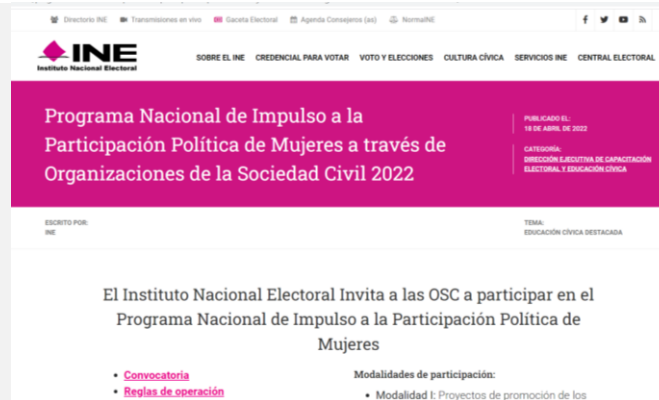 Directorio INE Transmisiones en vivo Gaceta Electoral Agenda Consejeros (as) NormaINE
INE
Instituto Nacional Electoral
SOBRE EL INE CREDENCIAL PARA VOTAR VOTO Y ELECCIONES CULTURA CÍVICA SERVICIOS INE CENTRAL ELECTORAL
Programa Nacional de Impulso a la
Participación Política de Mujeres a través de
Organizaciones de la Sociedad Civil 2022
PUBLICADO EL:
18 DE ABRIL DE 2022
CATEGORÍA:
DIRECCIÓN EJECUTIVA DE CAPACITACIÓN
ELECTORAL Y EDUCACIÓN CÍVICA
ESCRITO POR:
INE
TEMA:
EDUCACIÓN CÍVICA DESTACADA
El Instituto Nacional Electoral Invita a las OSC a participar en el
Programa Nacional de Impulso a la Participación Política de
Mujeres
• Convocatoria
• Reglas de operación
Modalidades de participación:
• Modalidad I: Proyectos de promoción de los